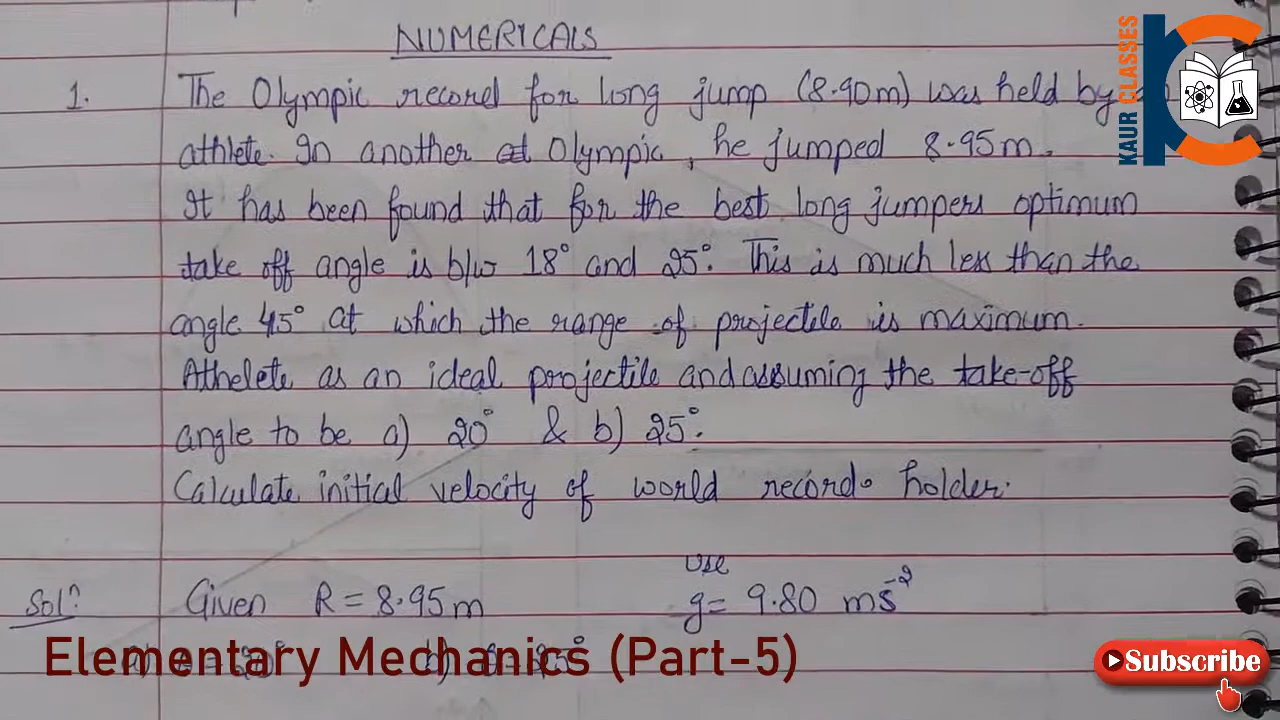 NUMERICALS
1. The Olympic record for long jump (8.90m) was held by
athlete. In another Olympic, he jumped 8.95m.
It has been found that for the best long jumpers optimum
take off angle is b/w 18° and 25°. This is much less than the
angle 45° at which the range of projectile is maximum.
Athelete as an ideal projectile and assuming the take-off
angle to be a) 20° & b) 25°.
Calculate initial velocity of world record holder.
use
Solⁿ. Given R = 8.95m g = 9.80 ms⁻²
Elementary Mechanics (Part-5)
KAUR CLASSES
Subscribe